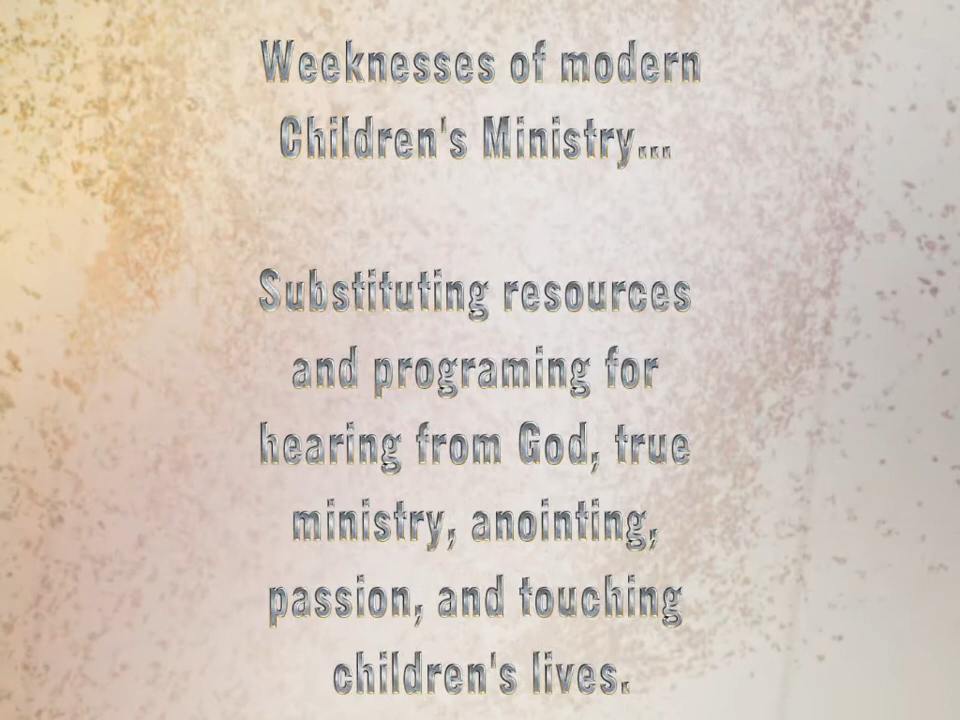 Weeknesses of modern
Children's Ministry...
Substituting resources
and programing for
hearing from God, true
ministry, anointing,
passion, and touching
children's lives.